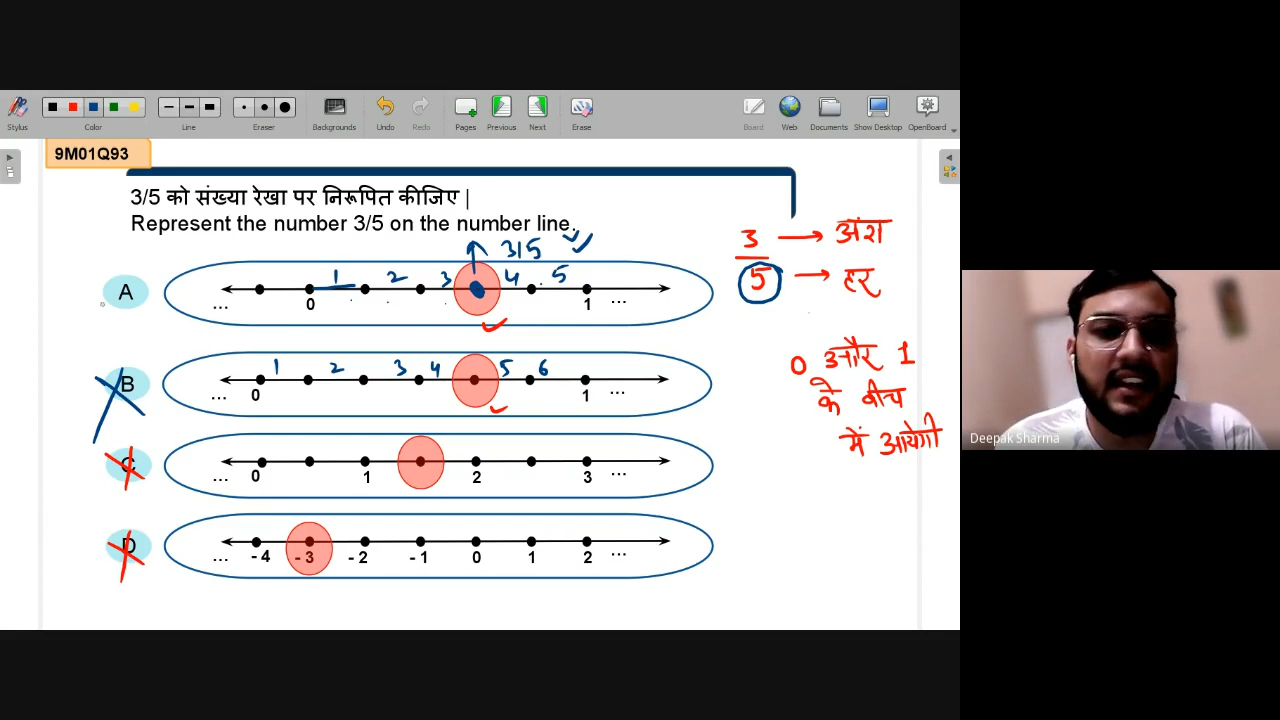 Stylus
Color
Line
Eraser
Backgrounds
Undo
Redo
Pages
Previous
Next
Erase
Board
Web
Documents
Show Desktop
OpenBoard
9M01Q93
3/5 को संख्या रेखा पर निरूपित कीजिए |
Represent the number 3/5 on the number line.
3/5
A
1 2 3 4 5
... 0 1 ...
B
1 2 3 4 5 6
... 0 1 ...
C
... 0 1 2 3 ...
D
... - 4 - 3 - 2 - 1 0 1 2 ...
3 → अंश
5 → हर
0 और 1
के बीच
में आयेगी
Deepak Sharma